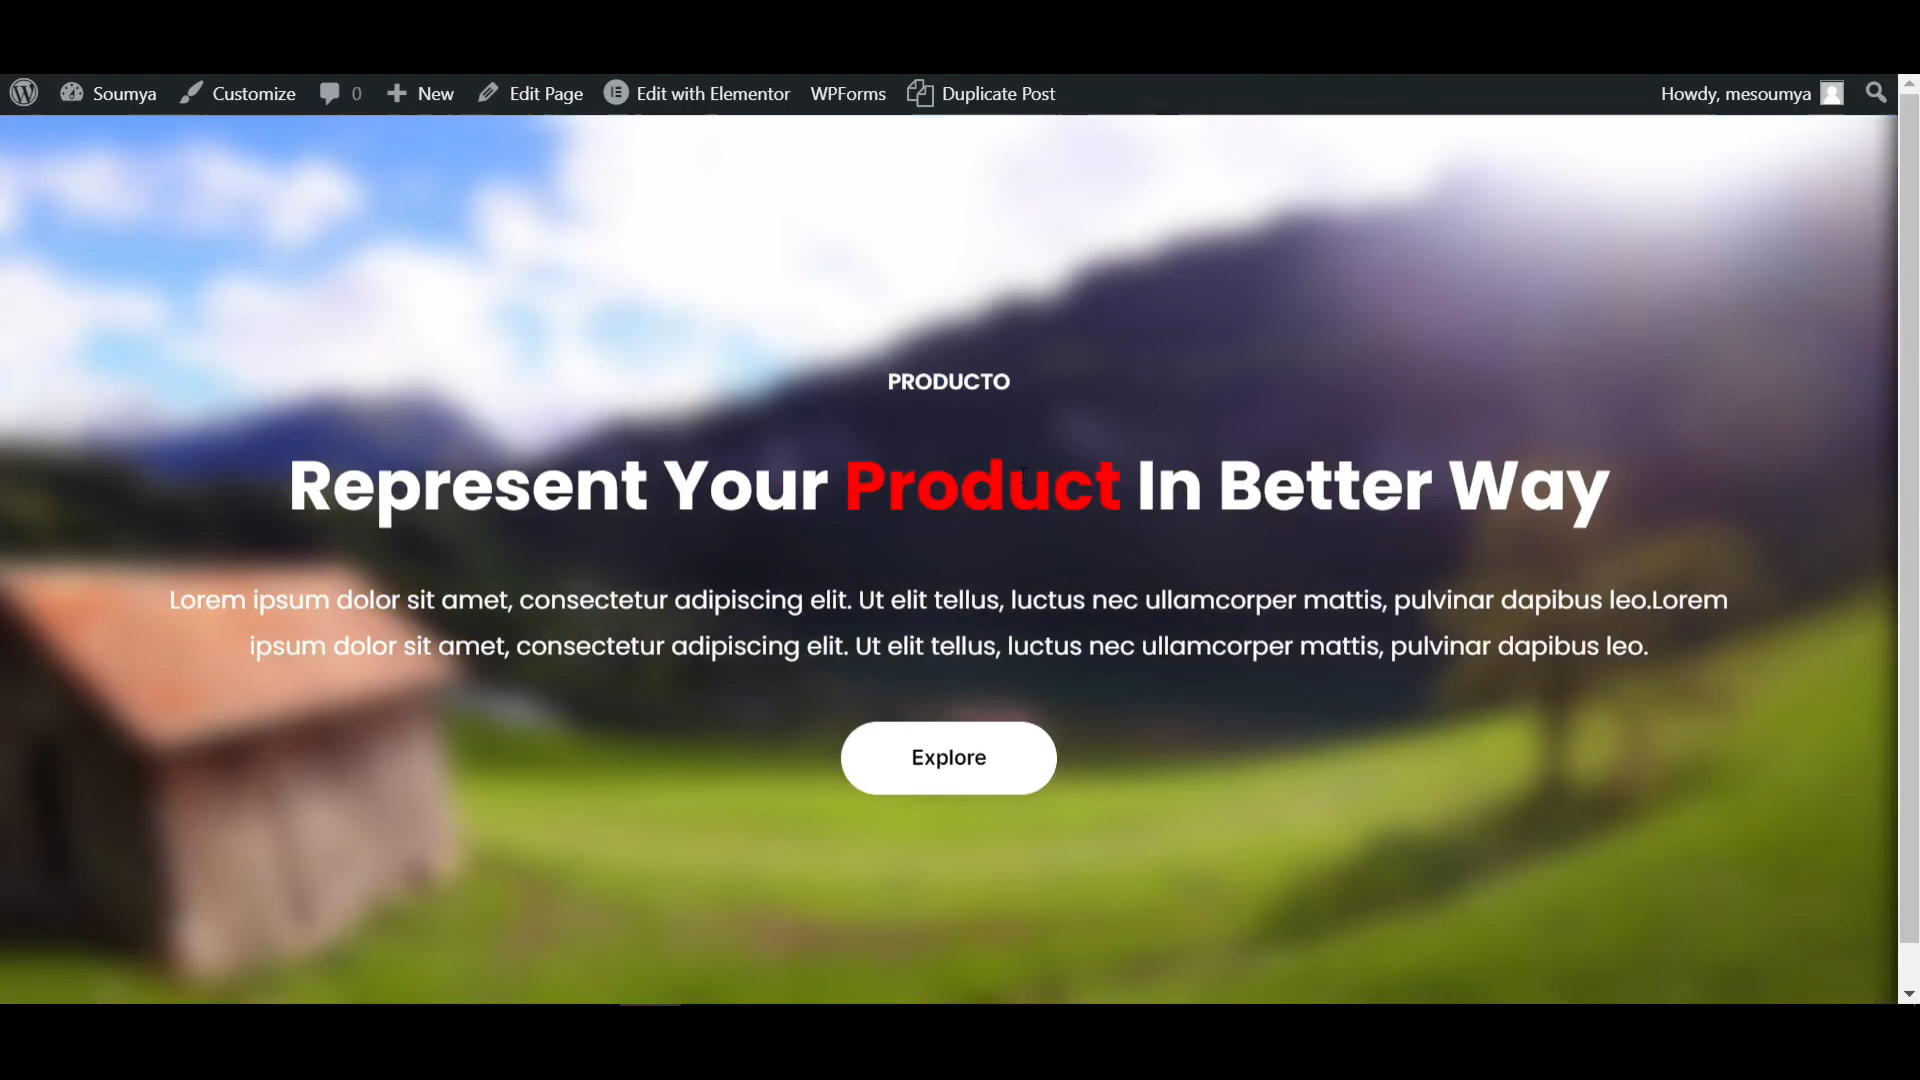 Soumya Customize 0 New Edit Page Edit with Elementor WPForms Duplicate Post Howdy, mesoumya
PRODUCTO
Represent Your Product In Better Way
Lorem ipsum dolor sit amet, consectetur adipiscing elit. Ut elit tellus, luctus nec ullamcorper mattis, pulvinar dapibus leo.Lorem
ipsum dolor sit amet, consectetur adipiscing elit. Ut elit tellus, luctus nec ullamcorper mattis, pulvinar dapibus leo.
Explore